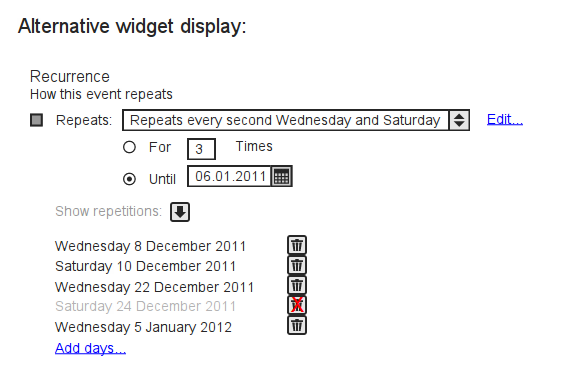 Alternative widget display:
Recurrence
How this event repeats
Repeats: Repeats every second Wednesday and Saturday Edit...
For 3 Times
Until 06.01.2011
Show repetitions:
Wednesday 8 December 2011
Saturday 10 December 2011
Wednesday 22 December 2011
Saturday 24 December 2011
Wednesday 5 January 2012
Add days...